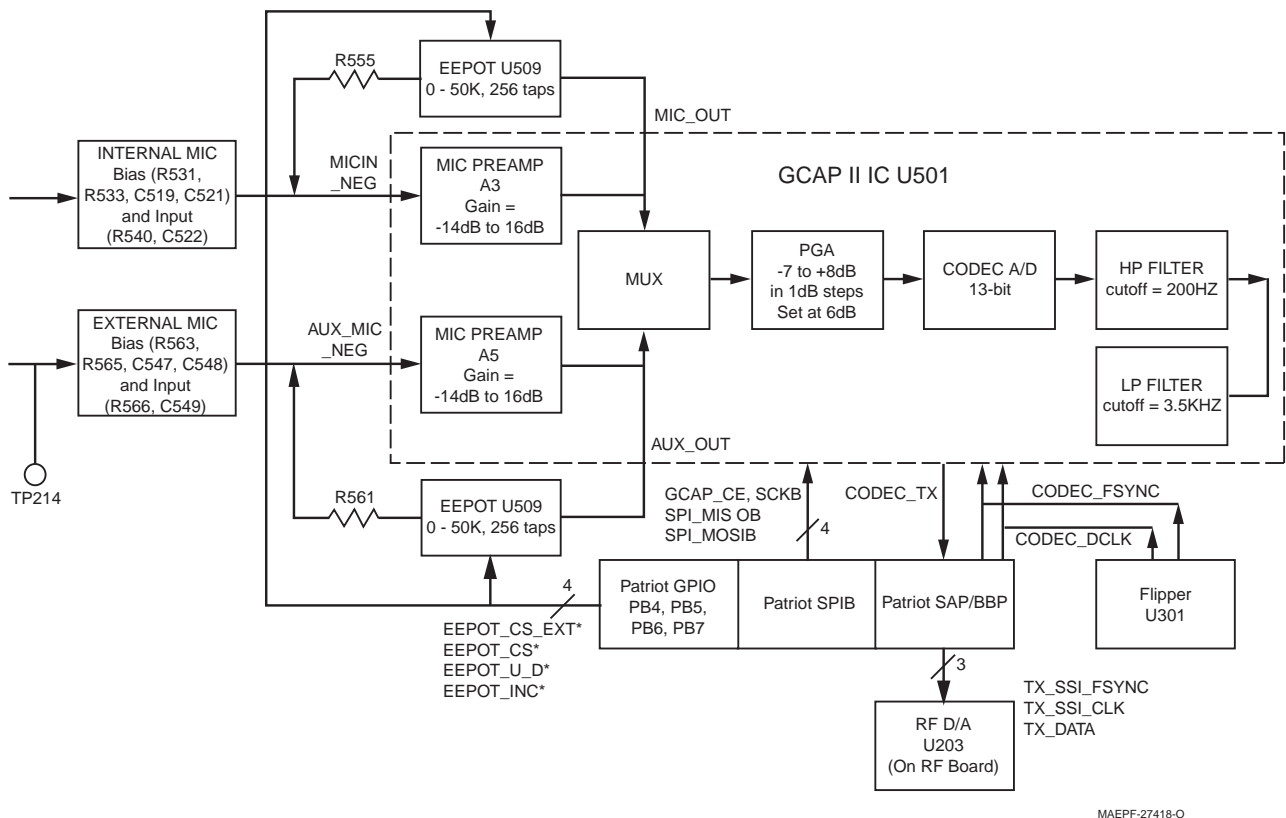 R555
EEPOT U509
0 - 50K, 256 taps
MIC_OUT
INTERNAL MIC
Bias (R531,
R533, C519, C521)
and Input
(R540, C522)
MICIN
_NEG
MIC PREAMP
A3
Gain =
-14dB to 16dB
GCAP II IC U501
MUX
PGA
-7 to +8dB
in 1dB steps
Set at 6dB
CODEC A/D
13-bit
HP FILTER
cutoff = 200HZ
EXTERNAL MIC
Bias (R563,
R565, C547, C548)
and Input
(R566, C549)
AUX_MIC
_NEG
MIC PREAMP
A5
Gain =
-14dB to 16dB
LP FILTER
cutoff = 3.5KHZ
AUX_OUT
TP214
R561
EEPOT U509
0 - 50K, 256 taps
GCAP_CE, SCKB
SPI_MIS OB
SPI_MOSIB
4
CODEC_TX
CODEC_FSYNC
CODEC_DCLK
4
EEPOT_CS_EXT*
EEPOT_CS*
EEPOT_U_D*
EEPOT_INC*
Patriot GPIO
PB4, PB5,
PB6, PB7
Patriot SPIB
Patriot SAP/BBP
Flipper
U301
3
TX_SSI_FSYNC
TX_SSI_CLK
TX_DATA
RF D/A
U203
(On RF Board)
MAEPF-27418-O